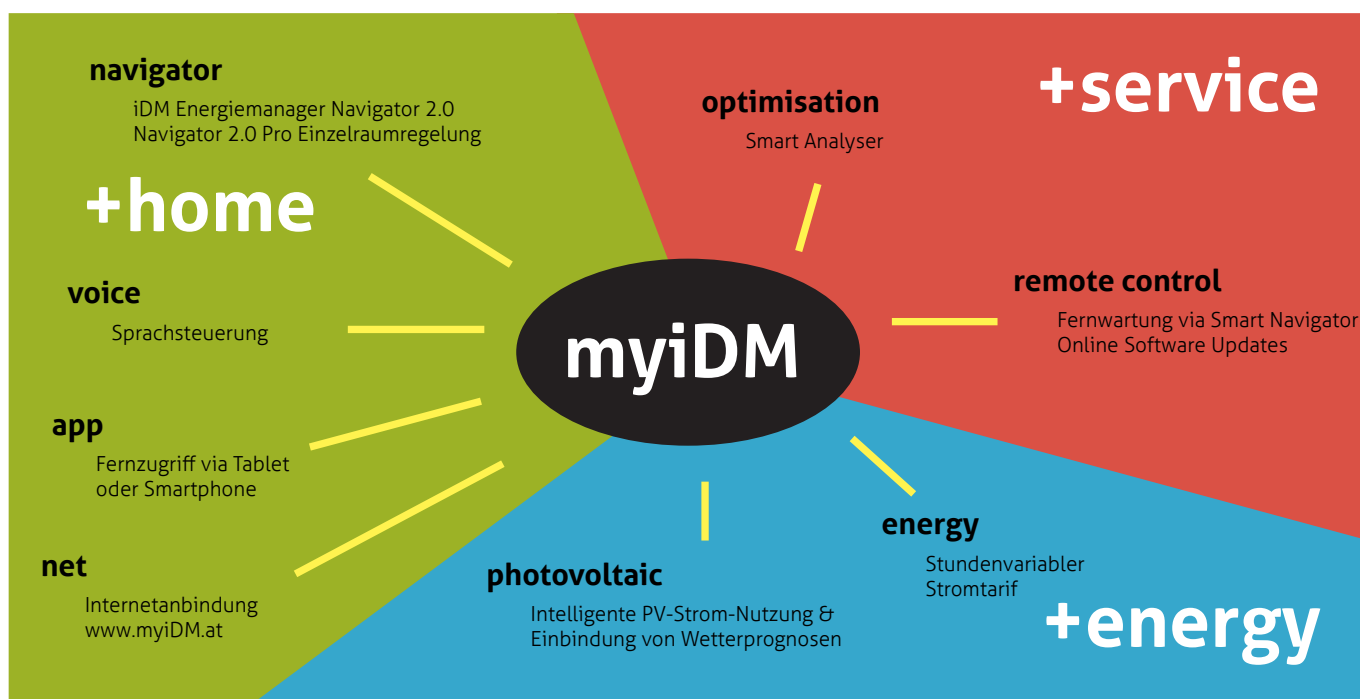 navigator
iDM Energiemanager Navigator 2.0
Navigator 2.0 Pro Einzelraumregelung
+home
voice
Sprachsteuerung
app
Fernzugriff via Tablet
oder Smartphone
net
Internetanbindung
www.myiDM.at
myiDM
+service
optimisation
Smart Analyser
remote control
Fernwartung via Smart Navigator
Online Software Updates
photovoltaic
Intelligente PV-Strom-Nutzung &
Einbindung von Wetterprognosen
energy
Stundenvariabler
Stromtarif
+energy